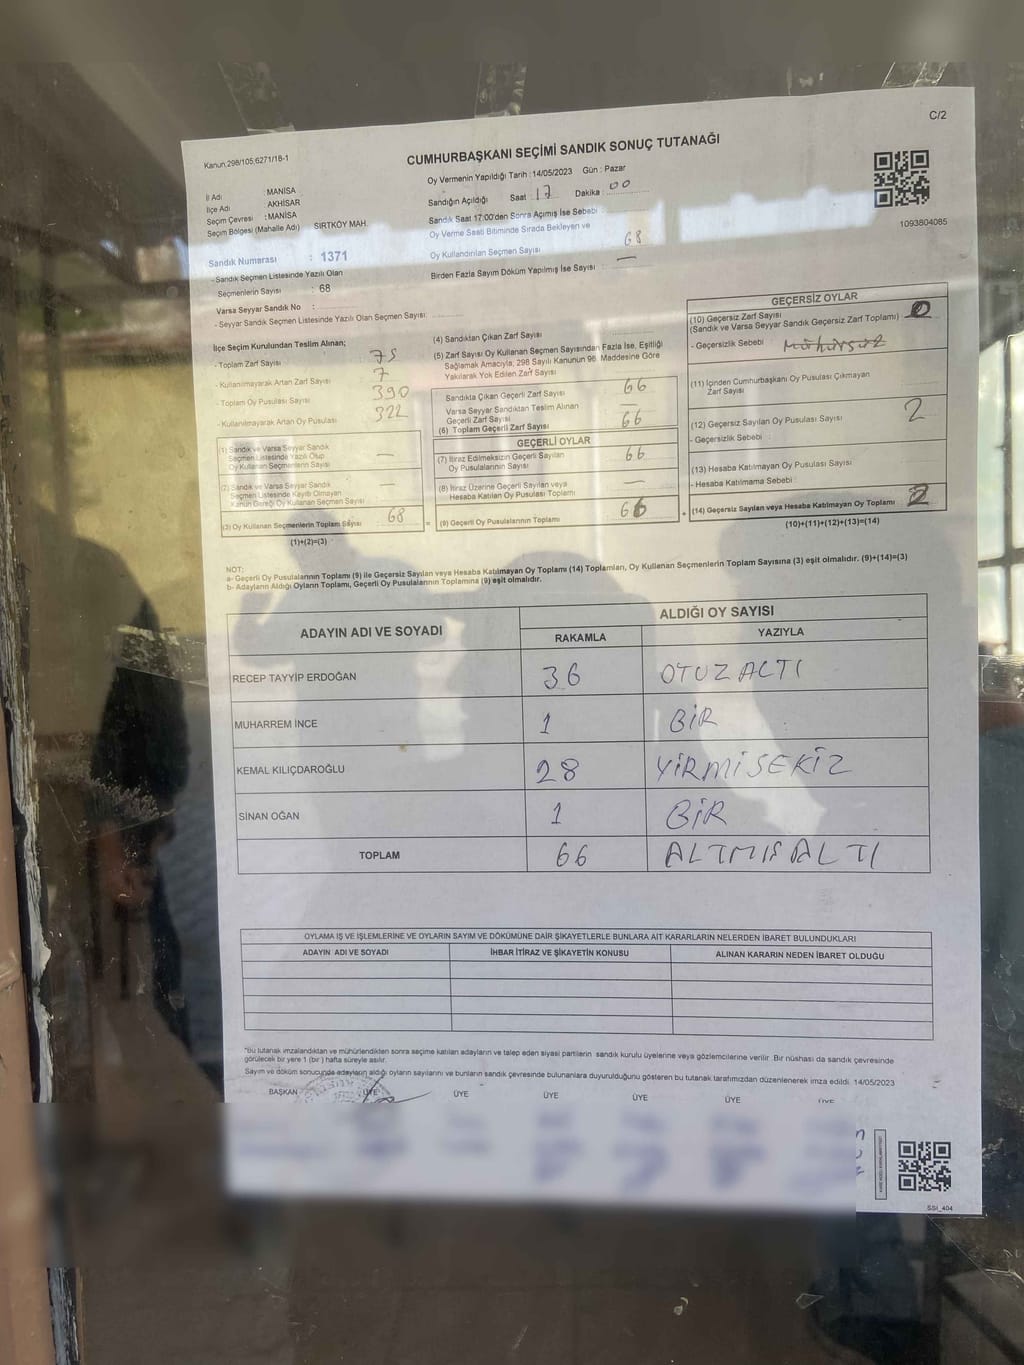 C/2
Kanun,298/105,6271/18-1
CUMHURBAŞKANI SEÇİMİ SANDIK SONUÇ TUTANAĞI
Oy Vermenin Yapıldığı Tarih : 14/05/2023 Gün : Pazar
İl Adı : MANİSA
İlçe Adı : AKHİSAR
Seçim Çevresi : MANİSA
Seçim Bölgesi (Mahalle Adı) SIRTKÖY MAH.
Sandık Numarası : 1371
- Sandık Seçmen Listesinde Yazılı Olan
Seçmenlerin Sayısı : 68
Varsa Seyyar Sandık No :
- Seyyar Sandık Seçmen Listesinde Yazılı Olan Seçmen Sayısı:
Sandığın Açıldığı Saat 17 Dakika : 00
Sandık Saat 17:00'den Sonra Açımış İse Sebebi :
Oy Verme Saati Bitiminde Sırada Bekleyen ve
Oy Kullandırılan Seçmen Sayısı 68
Birden Fazla Sayım Döküm Yapılmış İse Sayısı : —
1093804085
İlçe Seçim Kurulundan Teslim Alınan;
- Toplam Zarf Sayısı 75
- Kullanılmayarak Artan Zarf Sayısı 7
- Toplam Oy Pusulası Sayısı 390
- Kullanılmayarak Artan Oy Pusulası 322
(1) Sandık ve Varsa Seyyar Sandık
Seçmen Listesinde Yazılı Olup
Oy Kullanan Seçmenlerin Sayısı —
(2) Sandık ve Varsa Seyyar Sandık
Seçmen Listesinde Kayıtlı Olmayan
Kanun Gereği Oy Kullanan Seçmen Sayısı —
(3) Oy Kullanan Seçmenlerin Toplam Sayısı 68 =
(1)+(2)=(3)
(4) Sandıktan Çıkan Zarf Sayısı
(5) Zarf Sayısı Oy Kullanan Seçmen Sayısından Fazla İse, Eşitliği
Sağlamak Amacıyla, 298 Sayılı Kanunun 96. Maddesine Göre
Yakılarak Yok Edilen Zarf Sayısı
Sandıkta Çıkan Geçerli Zarf Sayısı 66
Varsa Seyyar Sandıktan Teslim Alınan
Geçerli Zarf Sayısı —
(6) Toplam Geçerli Zarf Sayısı 66
GEÇERLİ OYLAR
(7) İtiraz Edilmeksizin Geçerli Sayılan
Oy Pusulalarının Sayısı 66
(8) İtiraz Üzerine Geçerli Sayılan veya
Hesaba Katılan Oy Pusulası Toplamı —
(9) Geçerli Oy Pusulalarının Toplamı 66 +
GEÇERSİZ OYLAR
(10) Geçersiz Zarf Sayısı
(Sandık ve Varsa Seyyar Sandık Geçersiz Zarf Toplamı) 0
- Geçersizlik Sebebi : Mühürsüz
(11) İçinden Cumhurbaşkanı Oy Pusulası Çıkmayan
Zarf Sayısı
(12) Geçersiz Sayılan Oy Pusulası Sayısı 2
- Geçersizlik Sebebi :
(13) Hesaba Katılmayan Oy Pusulası Sayısı
- Hesaba Katılmama Sebebi :
(14) Geçersiz Sayılan veya Hesaba Katılmayan Oy Toplamı 2
(10)+(11)+(12)+(13)=(14)
NOT:
a- Geçerli Oy Pusulalarının Toplamı (9) ile Geçersiz Sayılan veya Hesaba Katılmayan Oy Toplamı (14) Toplamları, Oy Kullanan Seçmenlerin Toplam Sayısına (3) eşit olmalıdır. (9)+(14)=(3)
b- Adayların Aldığı Oyların Toplamı, Geçerli Oy Pusulalarının Toplamına (9) eşit olmalıdır.
ADAYIN ADI VE SOYADI ALDIĞI OY SAYISI
RAKAMLA YAZIYLA
RECEP TAYYİP ERDOĞAN 36 OTUZ ALTI
MUHARREM İNCE 1 BİR
KEMAL KILIÇDAROĞLU 28 YİRMİSEKİZ
SİNAN OĞAN 1 BİR
TOPLAM 66 ALTMIŞ ALTI
OYLAMA İŞ VE İŞLEMLERİNE VE OYLARIN SAYIM VE DÖKÜMÜNE DAİR ŞİKAYETLERLE BUNLARA AİT KARARLARIN NELERDEN İBARET BULUNDUKLARI
ADAYIN ADI VE SOYADI İHBAR İTİRAZ VE ŞİKAYETİN KONUSU ALINAN KARARIN NEDEN İBARET OLDUĞU
*Bu tutanak imzalandıktan ve mühürlendikten sonra seçime katılan adayların ve talep eden siyasi partilerin sandık kurulu üyelerine veya gözlemcilerine verilir. Bir nüshası da sandık çevresinde
görülecek bir yere 1 (bir) hafta süreyle asılır.
Sayım ve döküm sonucunda adayların aldığı oyların sayılarını ve bunların sandık çevresinde bulunanlara duyurulduğunu gösteren bu tutanak tarafımızdan düzenlenerek imza edildi. 14/05/2023
BAŞKAN ÜYE ÜYE ÜYE ÜYE ÜYE ÜYE
SSI_404